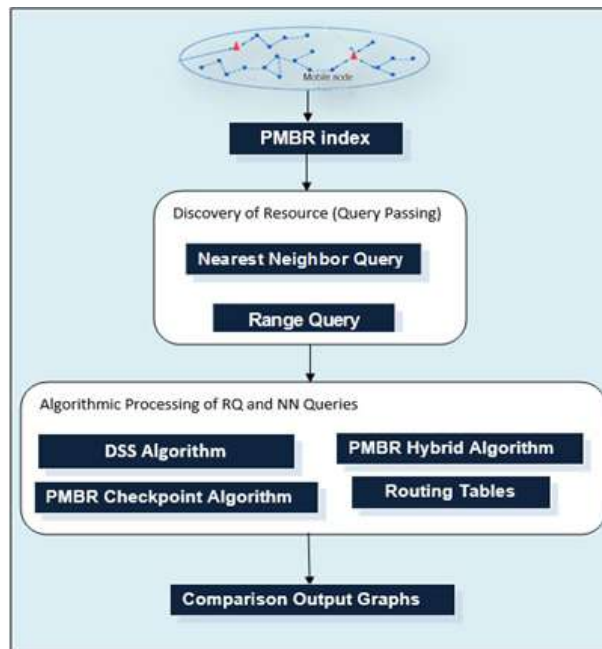 Mobile node
PMBR index
Discovery of Resource (Query Passing)
Nearest Neighbor Query
Range Query
Algorithmic Processing of RQ and NN Queries
DSS Algorithm
PMBR Hybrid Algorithm
PMBR Checkpoint Algorithm
Routing Tables
Comparison Output Graphs